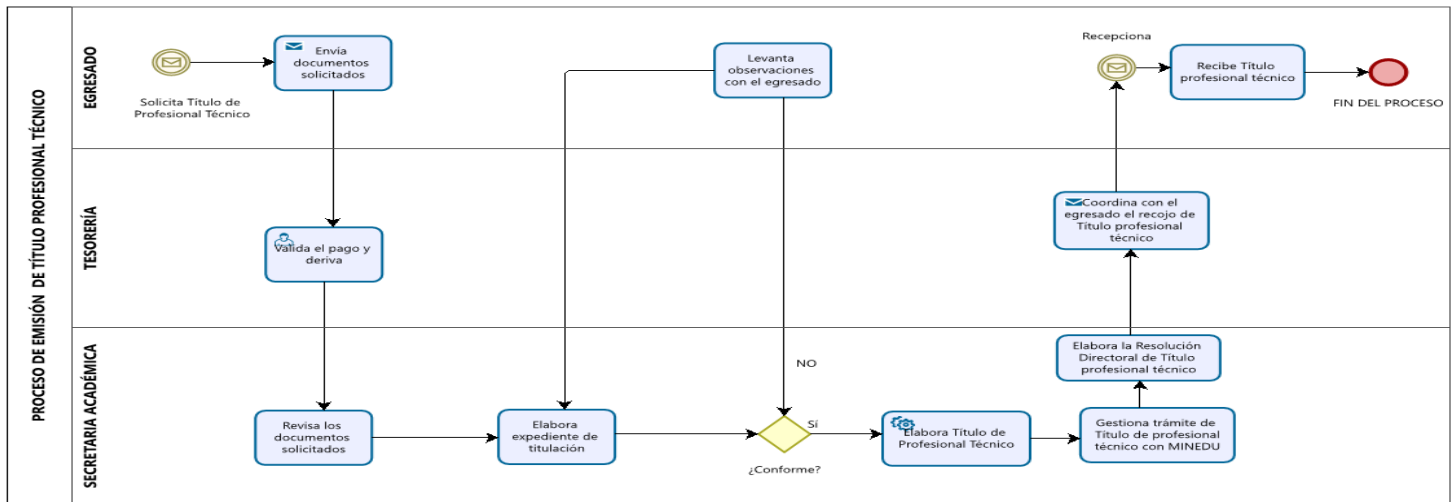 PROCESO DE EMISIÓN DE TÍTULO PROFESIONAL TÉCNICO
EGRESADO
Solicita Título de
Profesional Técnico
Envía
documentos
solicitados
Levanta
observaciones
con el egresado
Recepciona
Recibe Título
profesional técnico
FIN DEL PROCESO
TESORERÍA
Valida el pago y
deriva
Coordina con el
egresado el recojo de
Título profesional
técnico
SECRETARIA ACADÉMICA
Revisa los
documentos
solicitados
Elabora
expediente de
titulación
NO
¿Conforme?
Sí
Elabora Título de
Profesional Técnico
Gestiona trámite de
Título de profesional
técnico con MINEDU
Elabora la Resolución
Directoral de Título
profesional técnico